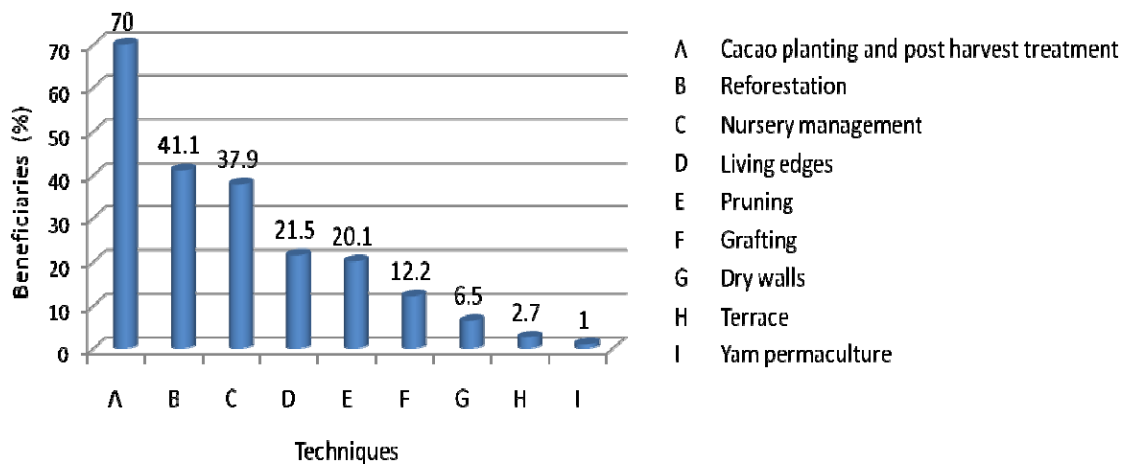 70
70
60
50
40
30
20
10
0
Beneficiaries (%)
41.1
37.9
21.5
20.1
12.2
6.5
2.7
1
A B C D E F G H I
Techniques
A Cacao planting and post harvest treatment
B Reforestation
C Nursery management
D Living edges
E Pruning
F Grafting
G Dry walls
H Terrace
I Yam permaculture